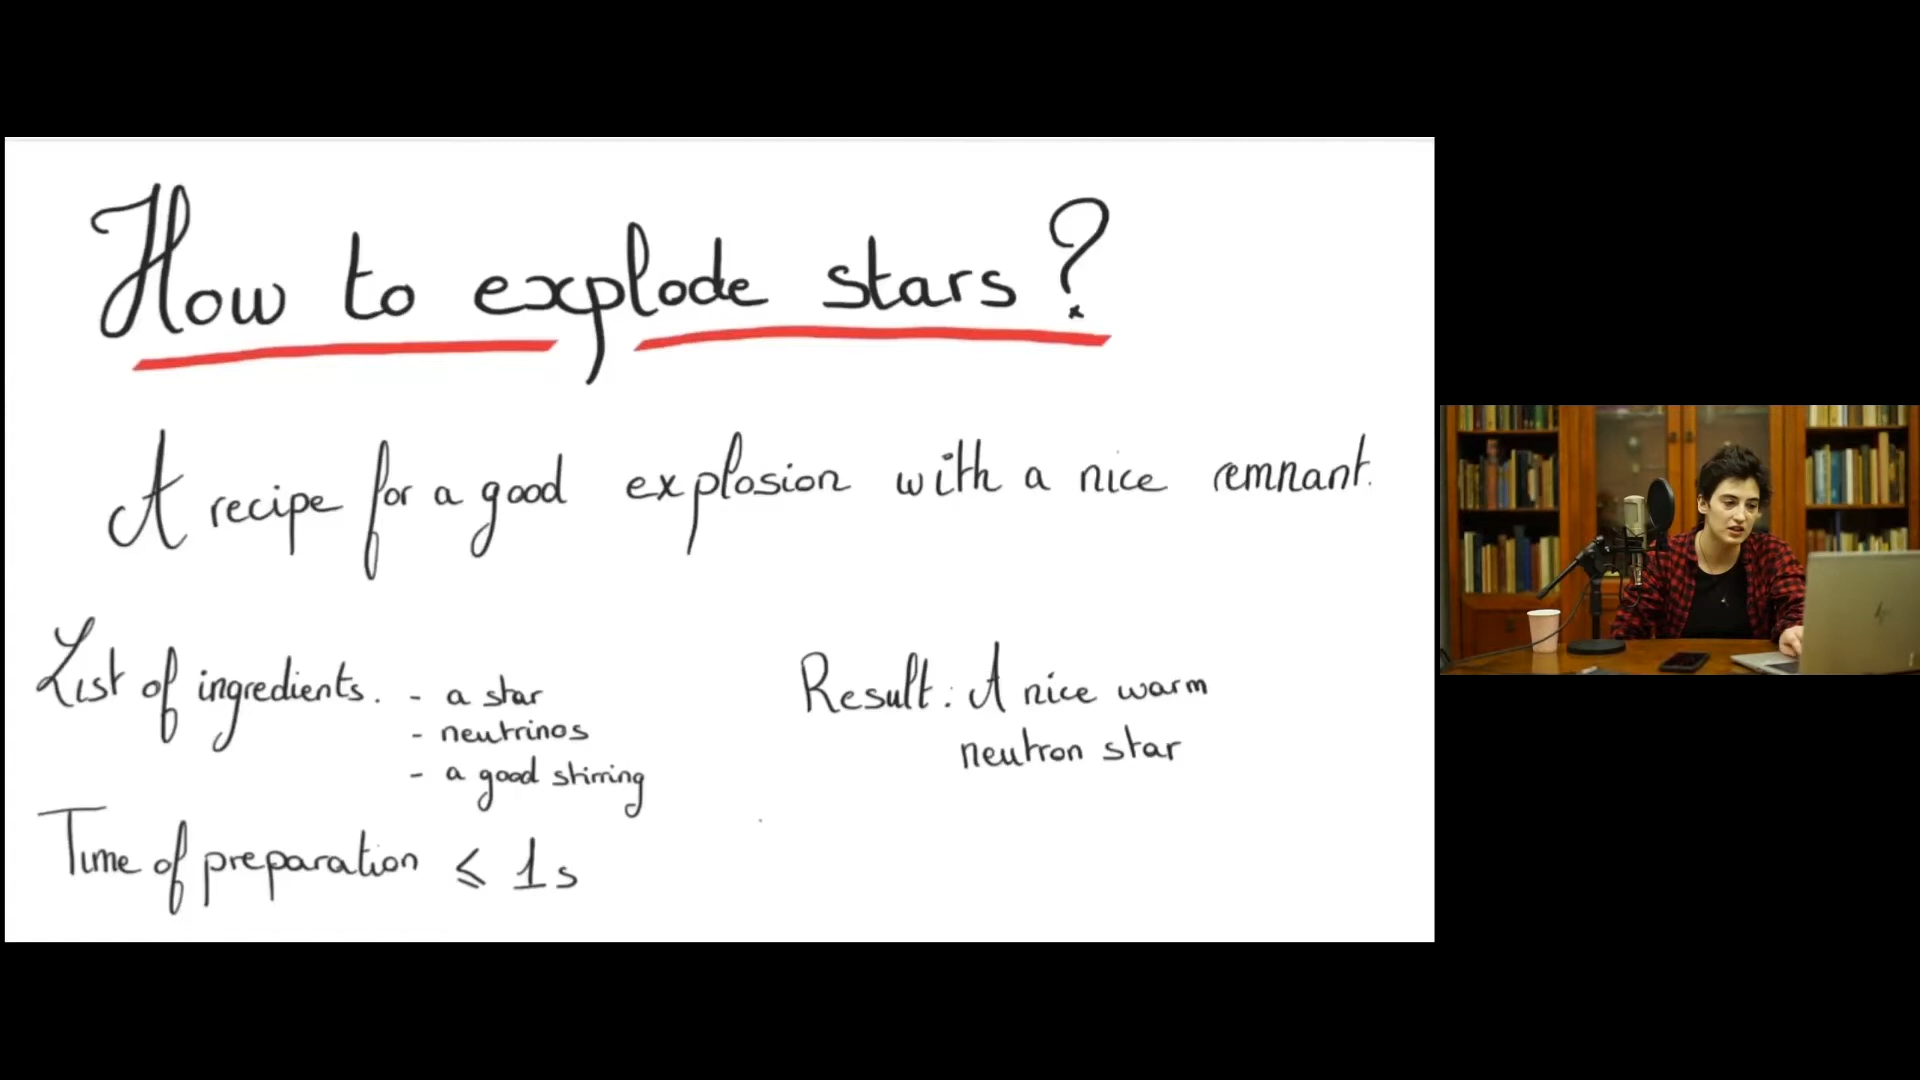 How to explode stars?
A recipe for a good explosion with a nice remnant.
List of ingredients. - a star
- neutrinos
- a good stirring
Time of preparation ⩽ 1s
Result: A nice warm
neutron star